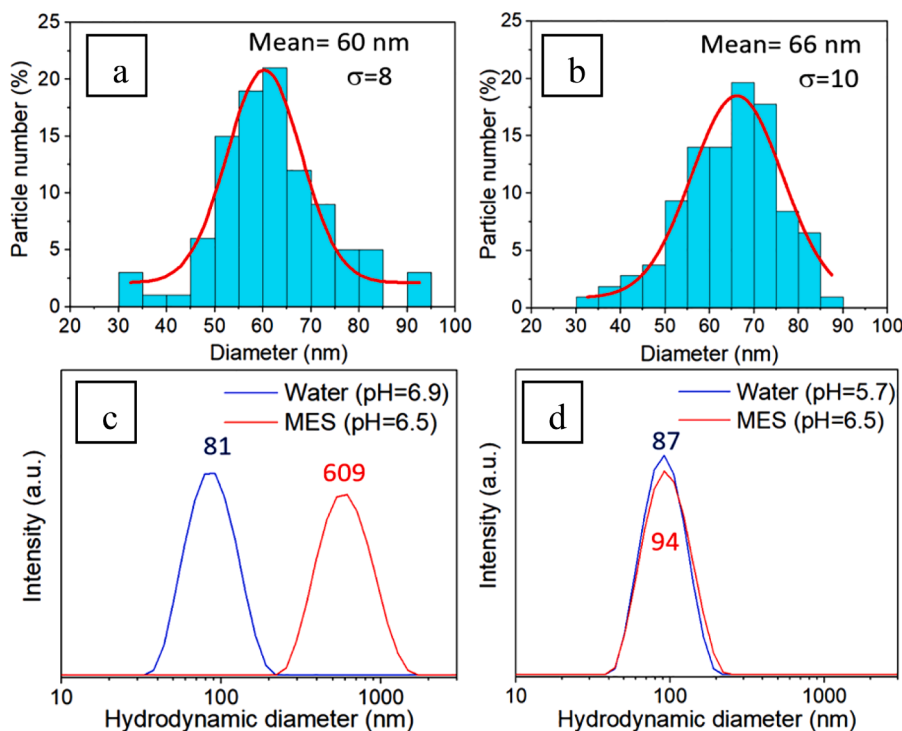 a
Mean= 60 nm
σ=8
Particle number (%)
25
20
15
10
5
0
20 30 40 50 60 70 80 90 100
Diameter (nm)
b
Mean= 66 nm
σ=10
Particle number (%)
25
20
15
10
5
0
20 30 40 50 60 70 80 90 100
Diameter (nm)
c
Water (pH=6.9)
MES (pH=6.5)
81
609
Intensity (a.u.)
10 100 1000
Hydrodynamic diameter (nm)
d
Water (pH=5.7)
MES (pH=6.5)
87
94
Intensity (a.u.)
10 100 1000
Hydrodynamic diameter (nm)